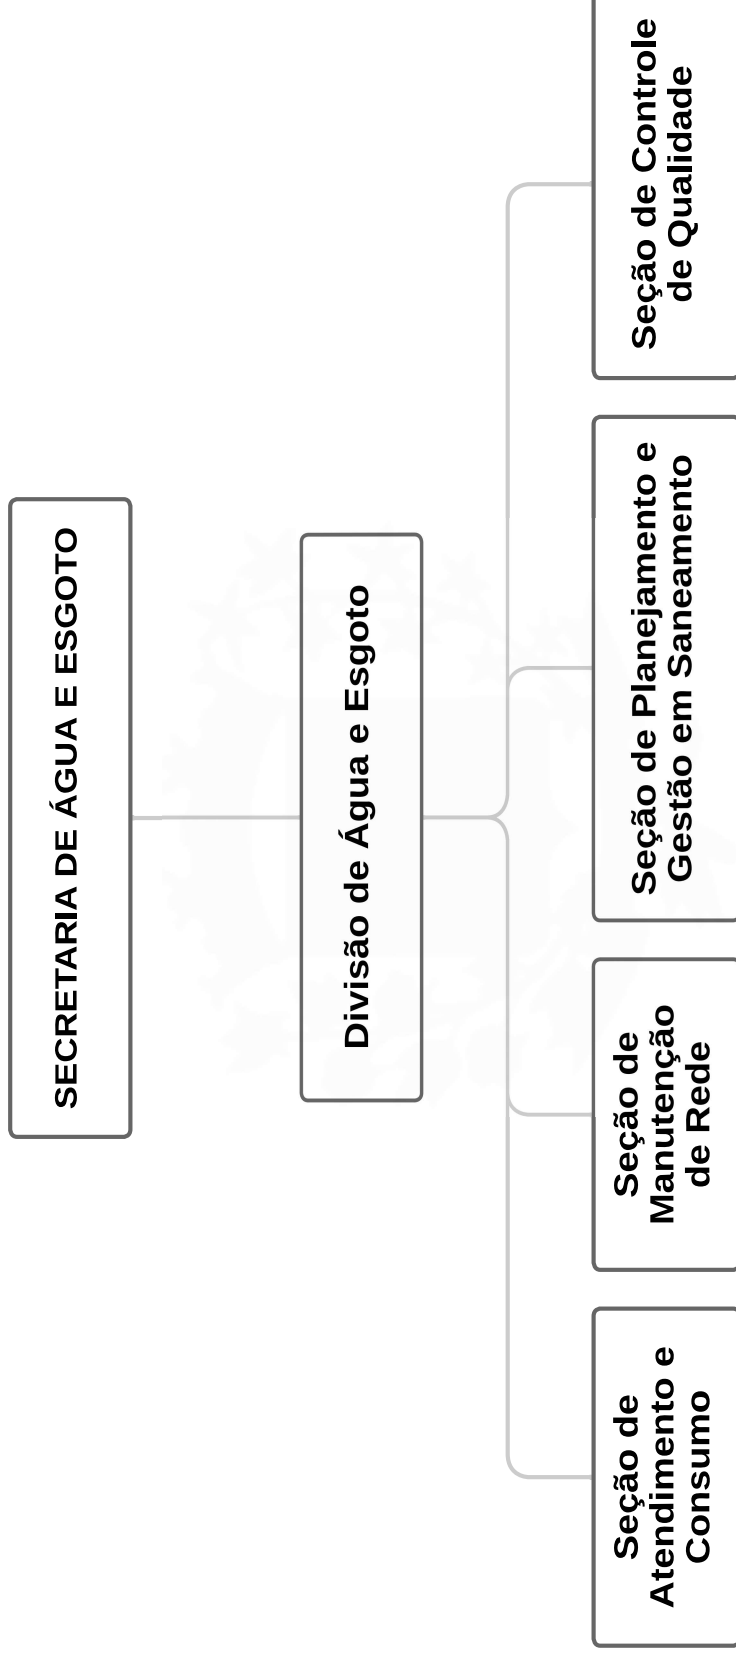 SECRETARIA DE ÁGUA E ESGOTO
Divisão de Água e Esgoto
Seção de
Atendimento e
Consumo
Seção de
Manutenção
de Rede
Seção de Planejamento e
Gestão em Saneamento
Seção de Controle
de Qualidade